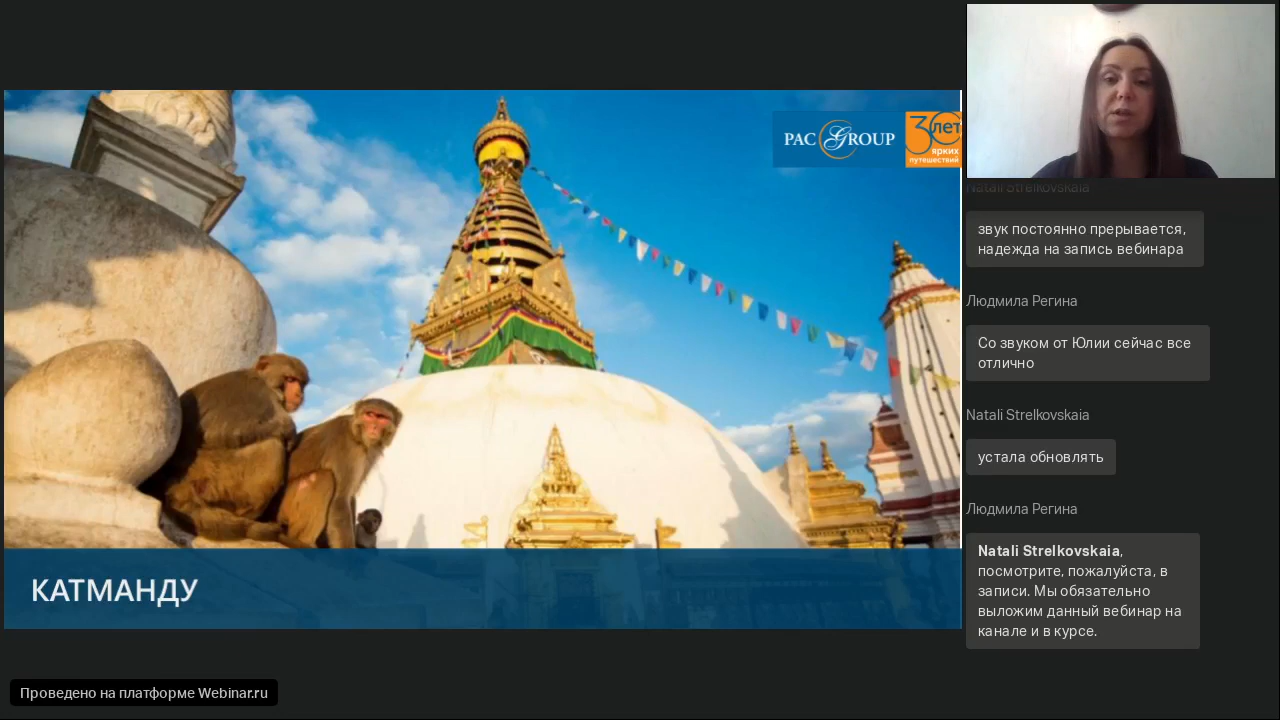 PAC GROUP
30 лет
ярких
путешествий
КАТМАНДУ
Проведено на платформе Webinar.ru
Natali Strelkovskaia
звук постоянно прерывается,
надежда на запись вебинара
Людмила Регина
Со звуком от Юлии сейчас все
отлично
Natali Strelkovskaia
устала обновлять
Людмила Регина
Natali Strelkovskaia,
посмотрите, пожалуйста, в
записи. Мы обязательно
выложим данный вебинар на
канале и в курсе.